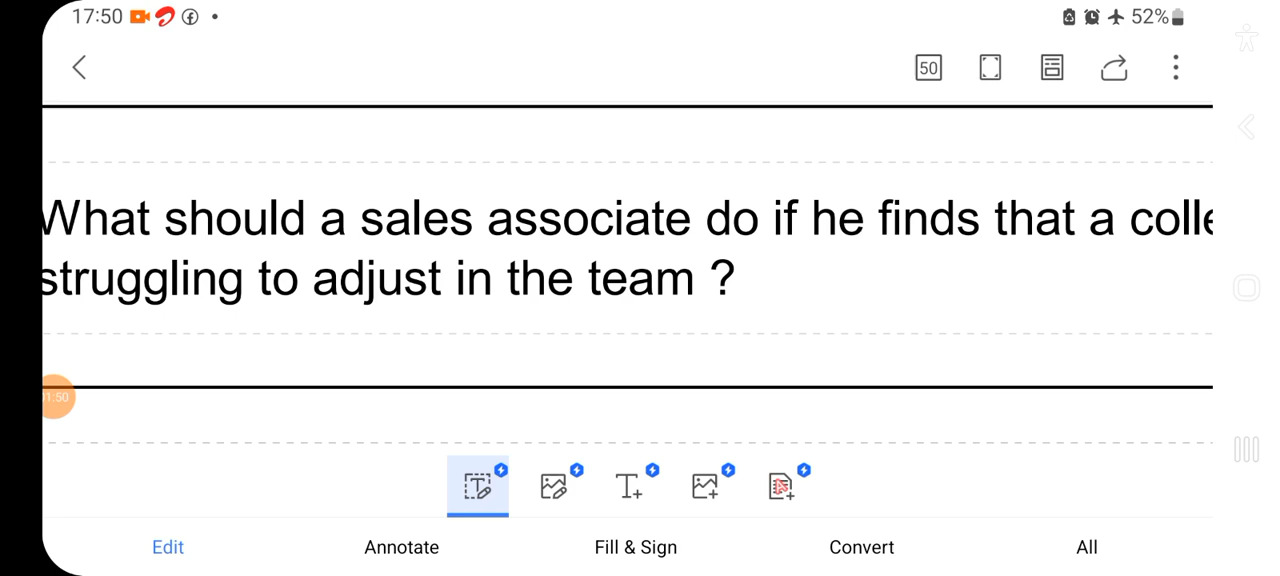 17:50
52%
50
What should a sales associate do if he finds that a
struggling to adjust in the team ?
Edit
Annotate
Fill & Sign
Convert
All